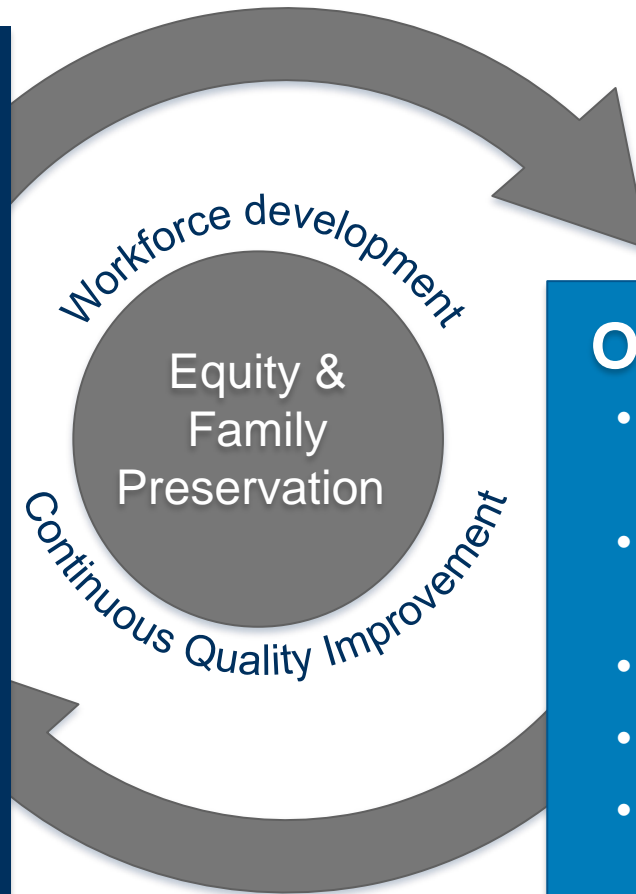 Workforce development
Equity &
Family
Preservation
Continuous Quality Improvement
O
•
•
•
•
•